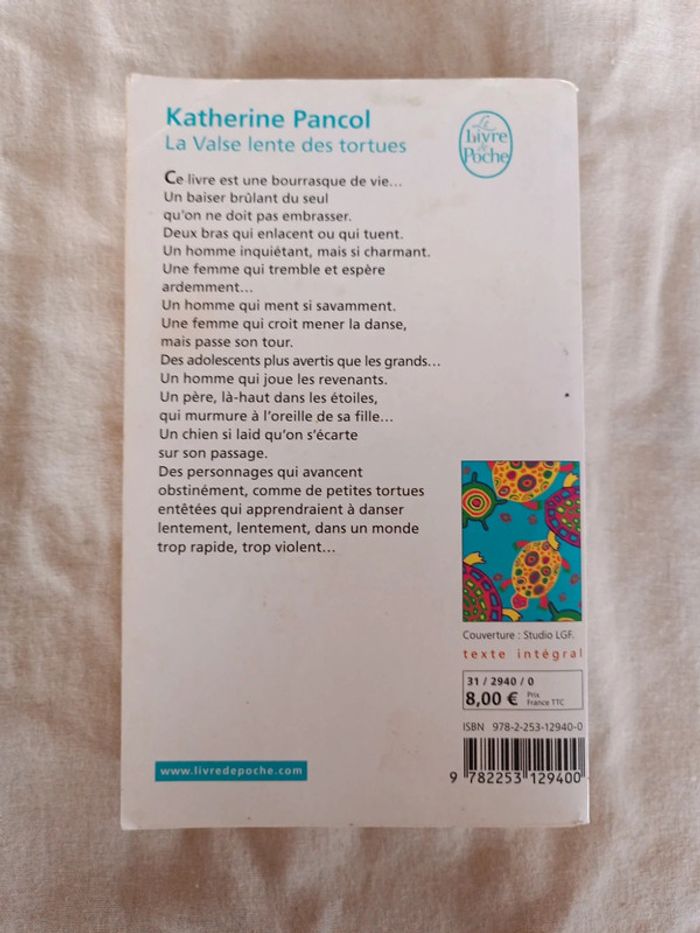 Katherine Pancol
La Valse lente des tortues
Le
Livre
de
Poche
Ce livre est une bourrasque de vie...
Un baiser brûlant du seul
qu'on ne doit pas embrasser.
Deux bras qui enlacent ou qui tuent.
Un homme inquiétant, mais si charmant.
Une femme qui tremble et espère
ardemment...
Un homme qui ment si savamment.
Une femme qui croit mener la danse,
mais passe son tour.
Des adolescents plus avertis que les grands...
Un homme qui joue les revenants.
Un père, là-haut dans les étoiles,
qui murmure à l'oreille de sa fille...
Un chien si laid qu'on s'écarte
sur son passage.
Des personnages qui avancent
obstinément, comme de petites tortues
entêtées qui apprendraient à danser
lentement, lentement, dans un monde
trop rapide, trop violent...
Couverture : Studio LGF.
texte intégral
31 / 2940 / 0
8,00 € Prix
France TTC
ISBN 978-2-253-12940-0
9 782253 129400
www.livredepoche.com